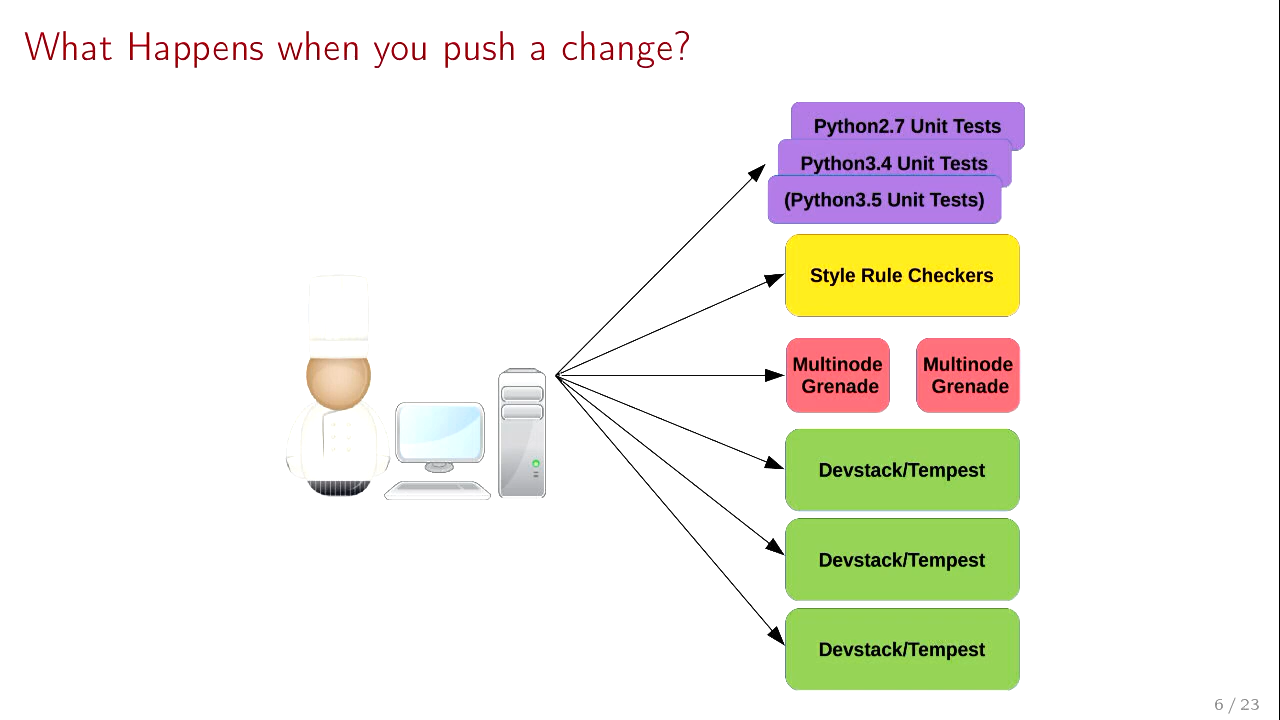 What Happens when you push a change?
Python2.7 Unit Tests
Python3.4 Unit Tests
(Python3.5 Unit Tests)
Style Rule Checkers
Multinode
Grenade
Multinode
Grenade
Devstack/Tempest
Devstack/Tempest
Devstack/Tempest
6 / 23